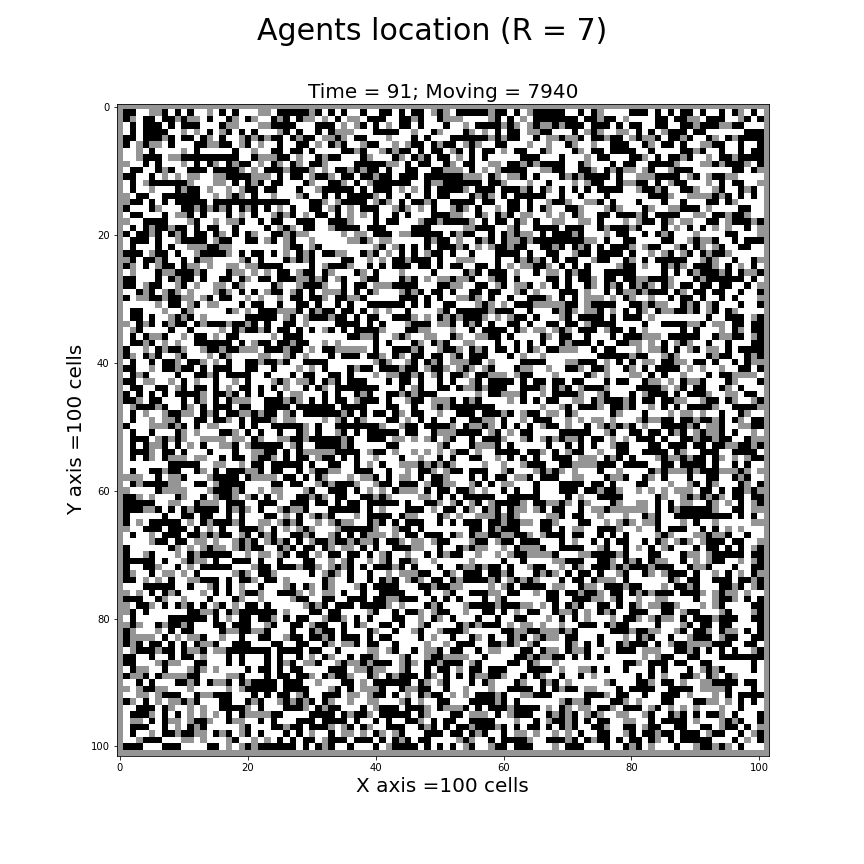 Agents location (R = 7)
Time = 91; Moving = 7940
0
20
40
60
80
100
Y axis =100 cells
0 20 40 60 80 100
X axis =100 cells